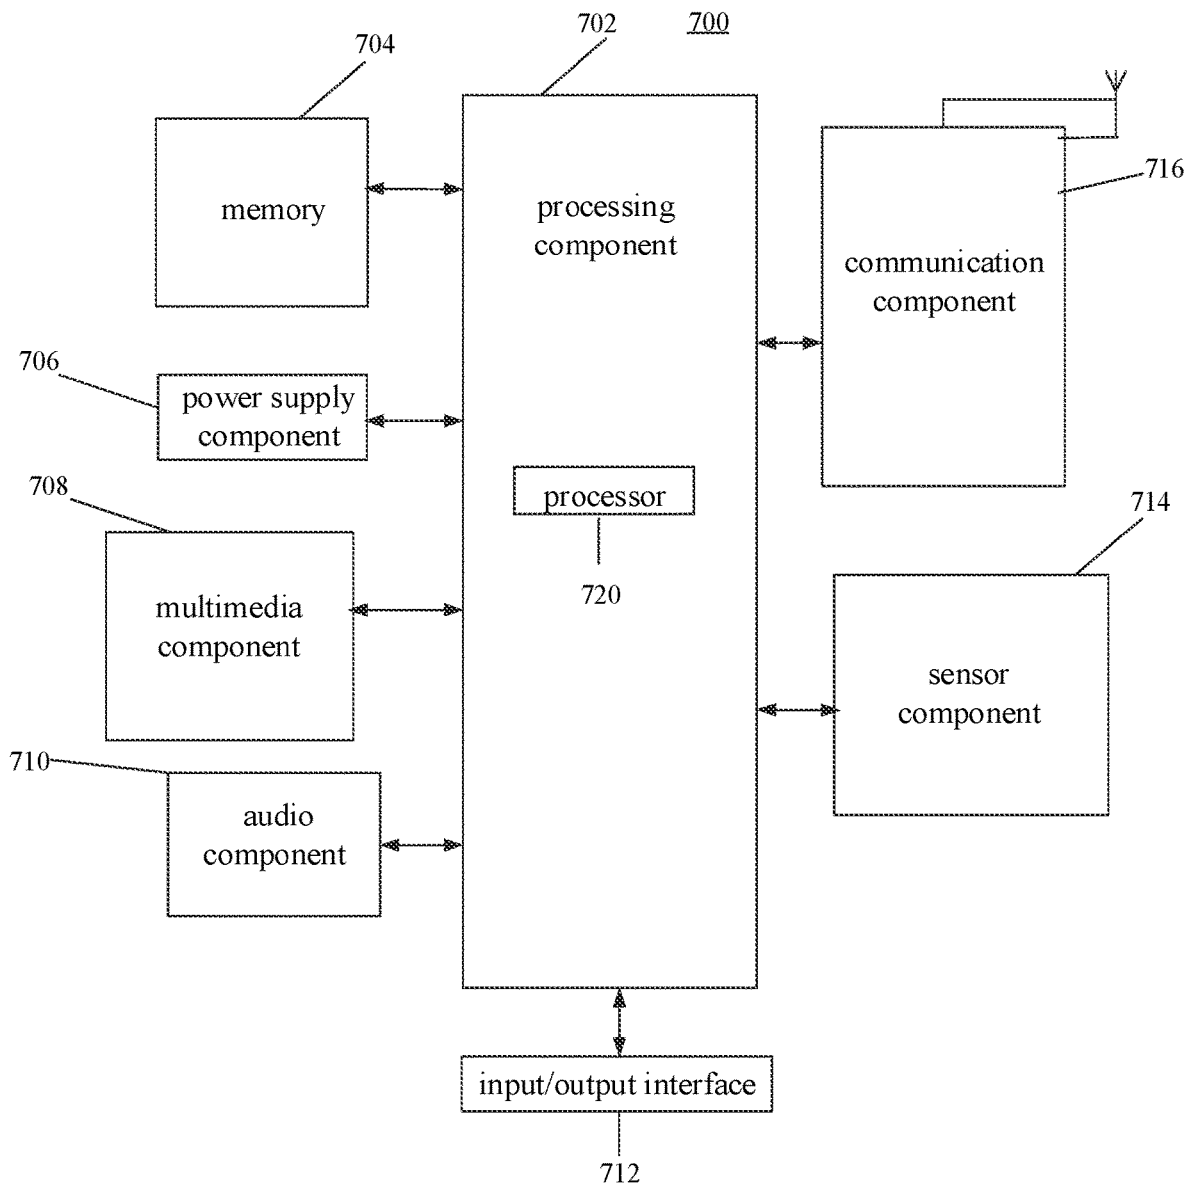 700
702
704
memory
processing
component
716
communication
component
706
power supply
component
708
processor
720
714
multimedia
component
sensor
component
710
audio
component
input/output interface
712